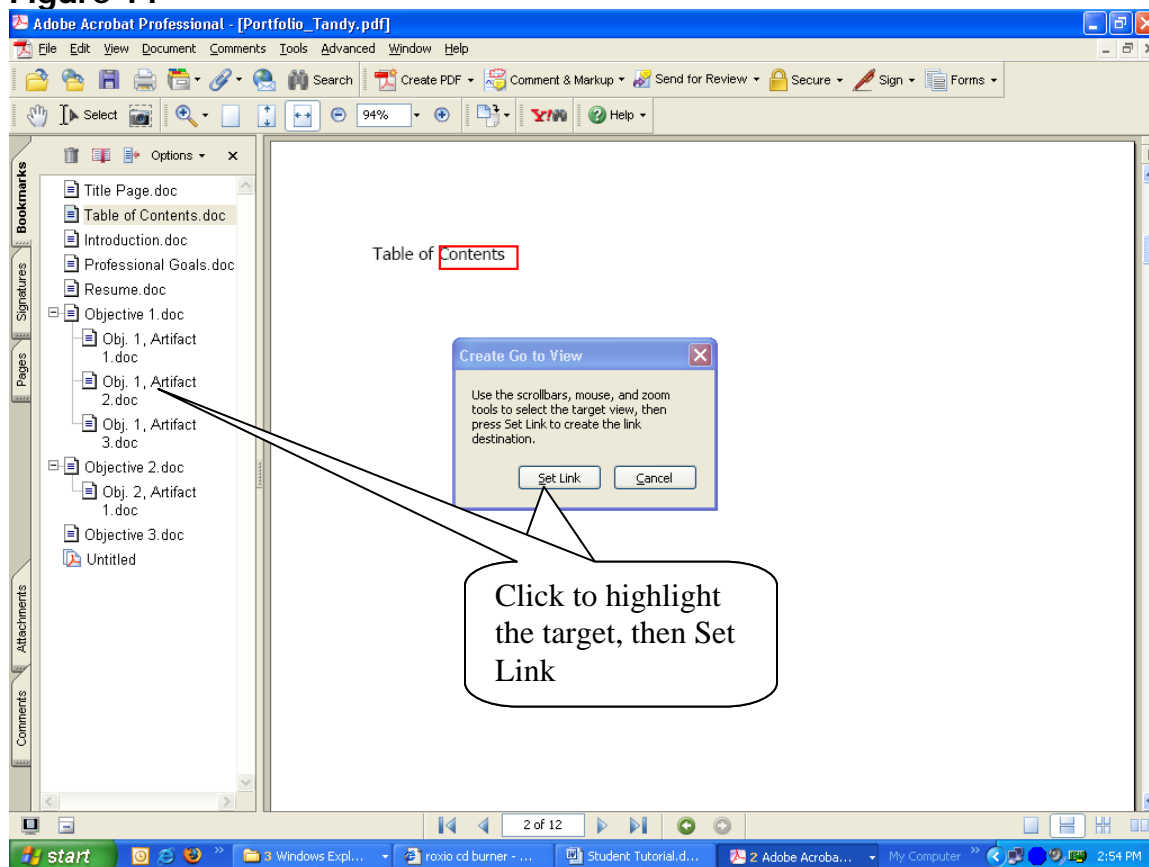 Adobe Acrobat Professional - [Portfolio_Tandy.pdf]
File Edit View Document Comments Tools Advanced Window Help
Search Create PDF Comment & Markup Send for Review Secure Sign Forms
Select 94% Y! Help
Options x
Bookmarks
Signatures
Pages
Attachments
Comments
Title Page.doc
Table of Contents.doc
Introduction.doc
Professional Goals.doc
Resume.doc
Objective 1.doc
Obj. 1, Artifact
1.doc
Obj. 1, Artifact
2.doc
Obj. 1, Artifact
3.doc
Objective 2.doc
Obj. 2, Artifact
1.doc
Objective 3.doc
Untitled
Table of Contents
Create Go to View
Use the scrollbars, mouse, and zoom
tools to select the target view, then
press Set Link to create the link
destination.
Set Link Cancel
Click to highlight
the target, then Set
Link
2 of 12
start 3 Windows Expl... roxio cd burner - ... Student Tutorial.d... 2 Adobe Acroba... My Computer 2:54 PM